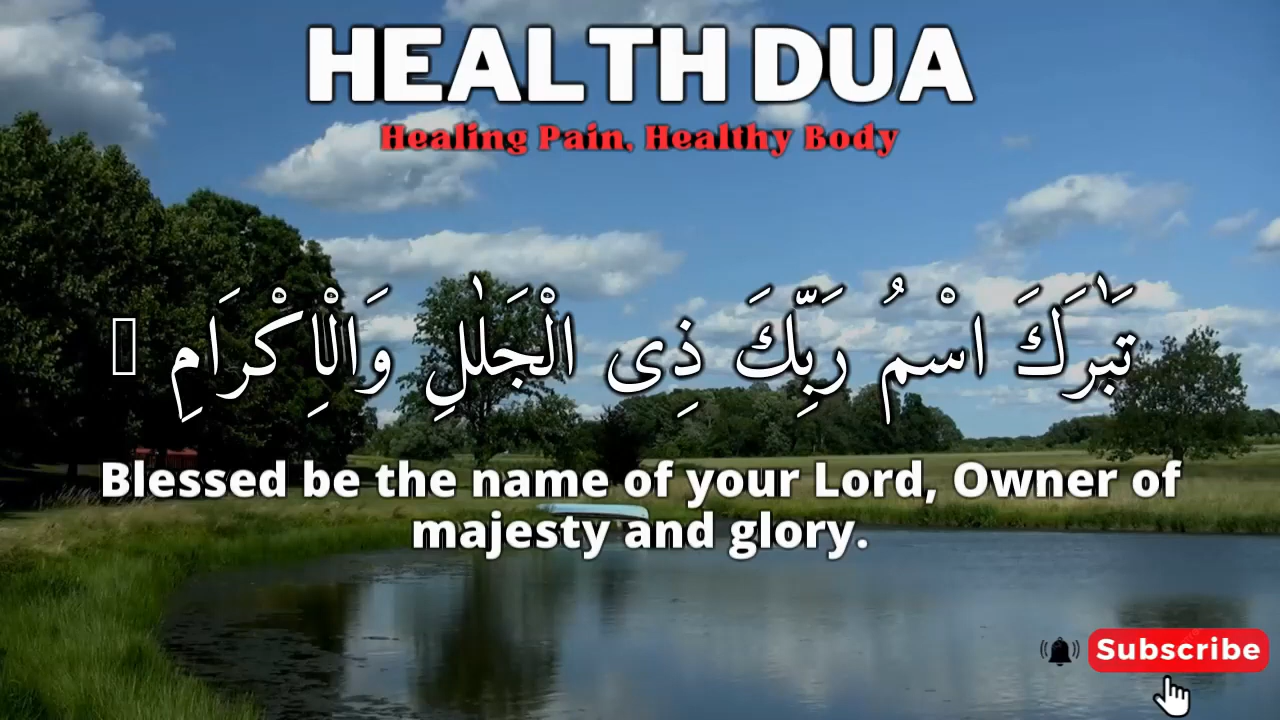 HEALTH DUA
Healing Pain, Healthy Body
تَبٰرَكَ اسْمُ رَبِّكَ ذِى الْجَلٰلِ وَالْاِكْرَامِ
Blessed be the name of your Lord, Owner of
majesty and glory.
Subscribe